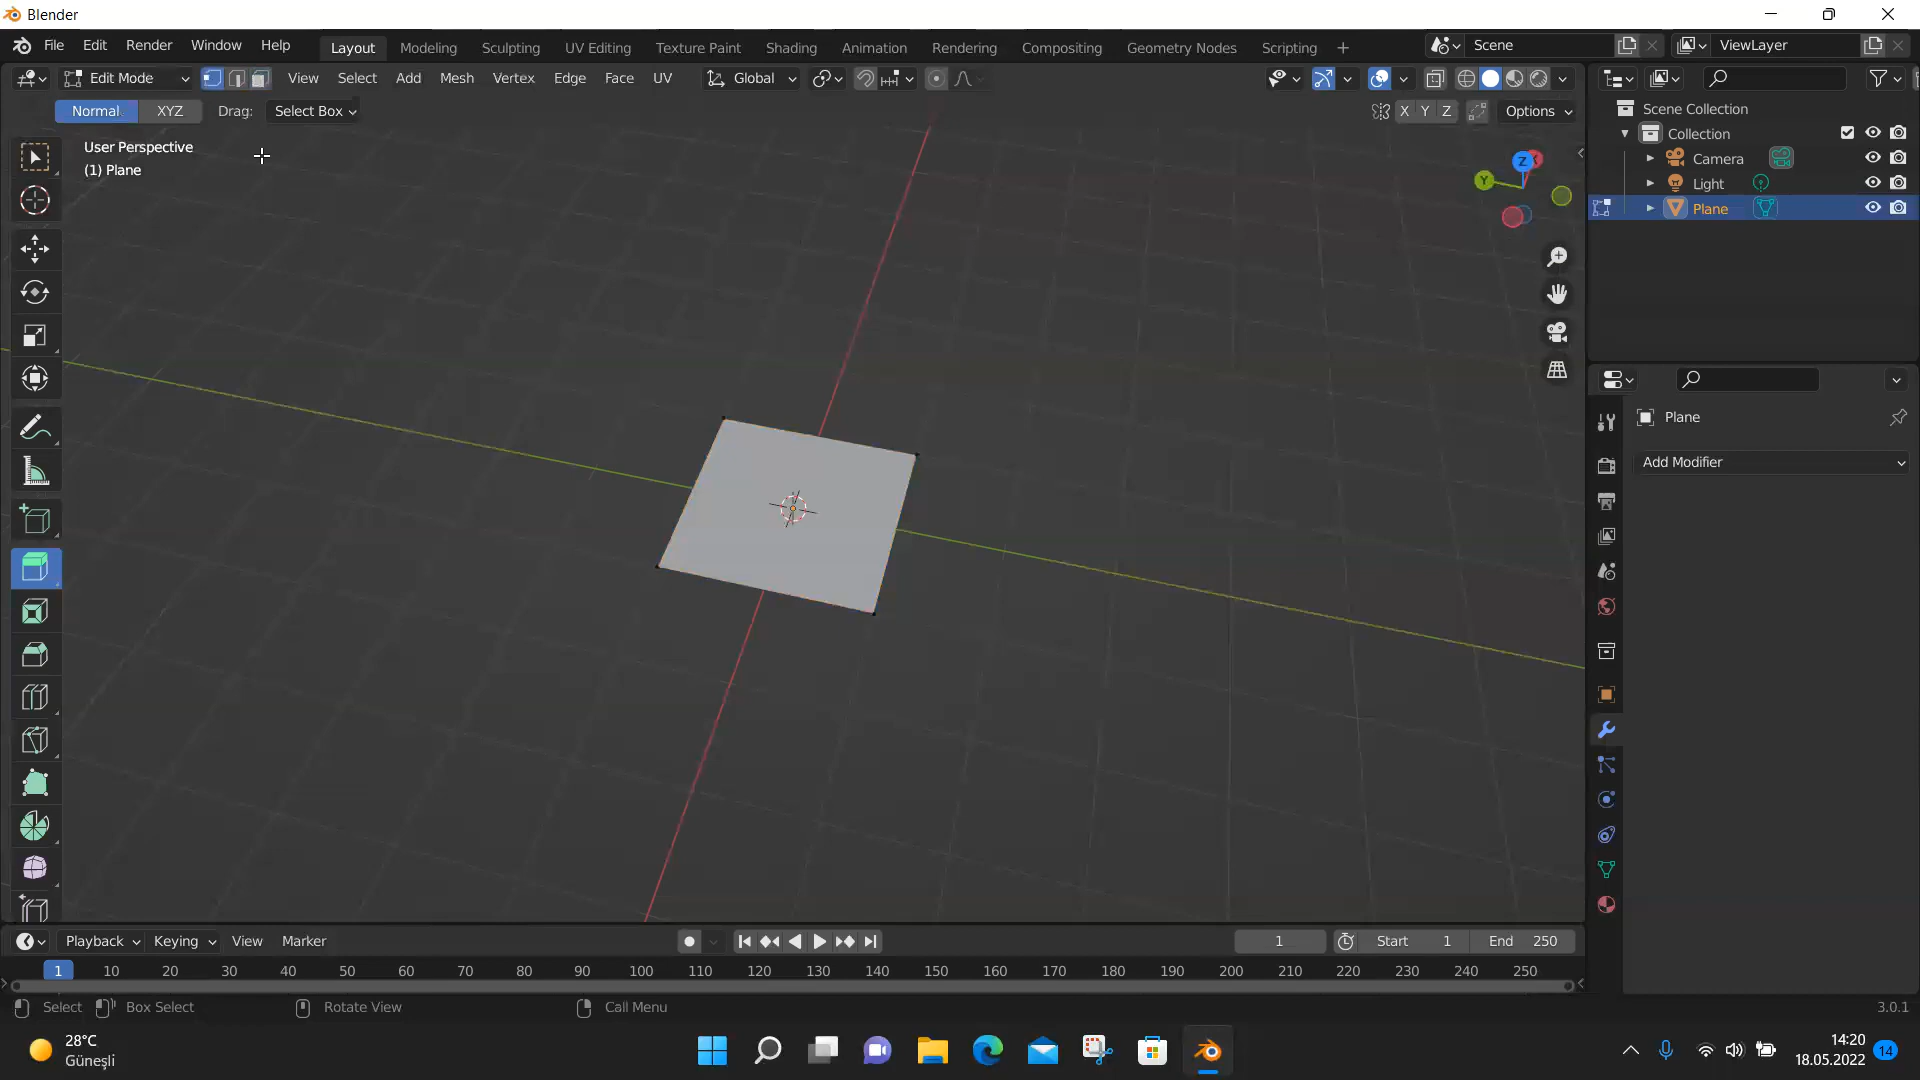 Blender
File Edit Render Window Help Layout Modeling Sculpting UV Editing Texture Paint Shading Animation Rendering Compositing Geometry Nodes Scripting + Scene ViewLayer
Edit Mode View Select Add Mesh Vertex Edge Face UV Global
Normal XYZ Drag: Select Box X Y Z Options
User Perspective
(1) Plane
Z
Y
Scene Collection
Collection
Camera
Light
Plane
Plane
Add Modifier
Playback Keying View Marker 1 Start 1 End 250
1 10 20 30 40 50 60 70 80 90 100 110 120 130 140 150 160 170 180 190 200 210 220 230 240 250
Select Box Select Rotate View Call Menu 3.0.1
28°C
Güneşli
14:20
18.05.2022
14